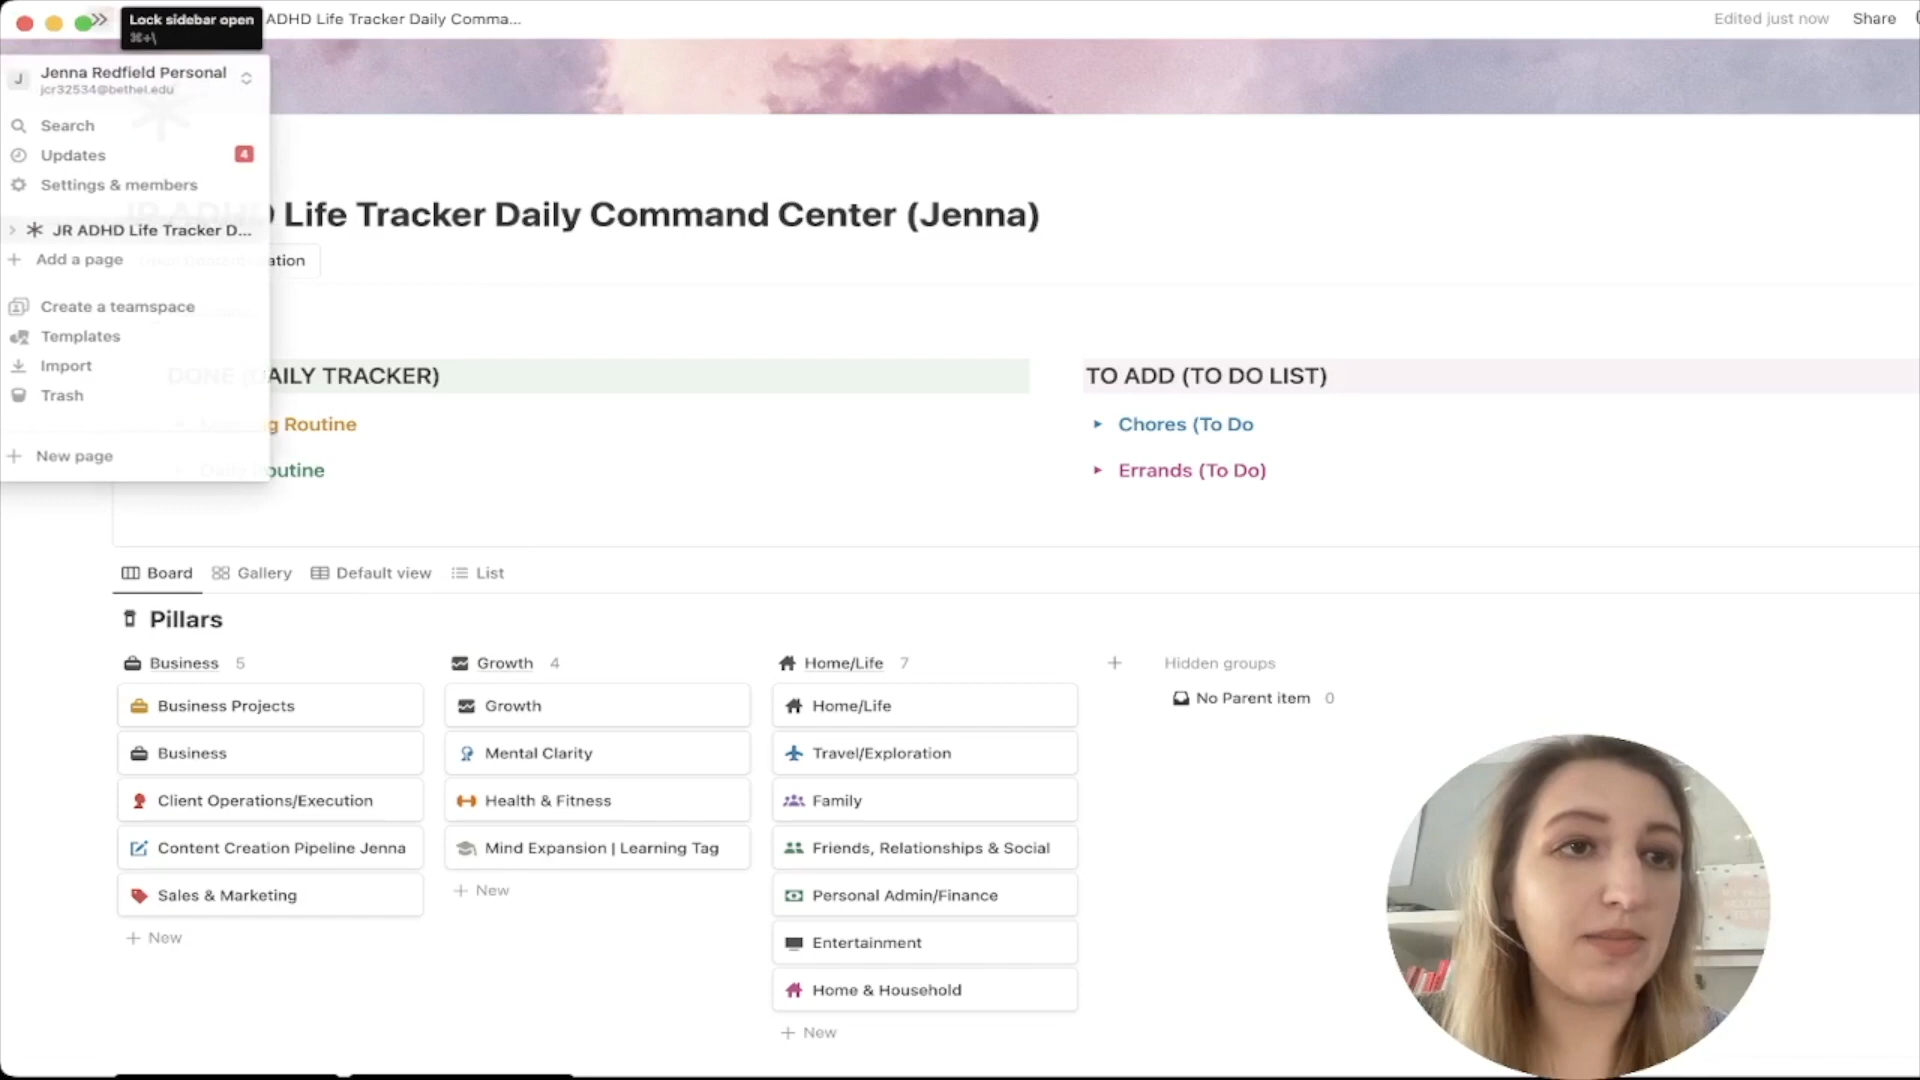 Lock sidebar open
⌘+\
ADHD Life Tracker Daily Comma...
Edited just now
Share
J
Jenna Redfield Personal
jcr32534@bethel.edu
Search
Updates
4
Settings & members
JR ADHD Life Tracker D...
Add a page
Create a teamspace
Templates
Import
Trash
New page
Life Tracker Daily Command Center (Jenna)
ation
DONE (DAILY TRACKER)
g Routine
Daily Routine
TO ADD (TO DO LIST)
Chores (To Do
Errands (To Do)
Board
Gallery
Default view
List
Pillars
Business 5
Business Projects
Business
Client Operations/Execution
Content Creation Pipeline Jenna
Sales & Marketing
+ New
Growth 4
Growth
Mental Clarity
Health & Fitness
Mind Expansion | Learning Tag
+ New
Home/Life 7
Home/Life
Travel/Exploration
Family
Friends, Relationships & Social
Personal Admin/Finance
Entertainment
Home & Household
+ New
Hidden groups
No Parent item 0